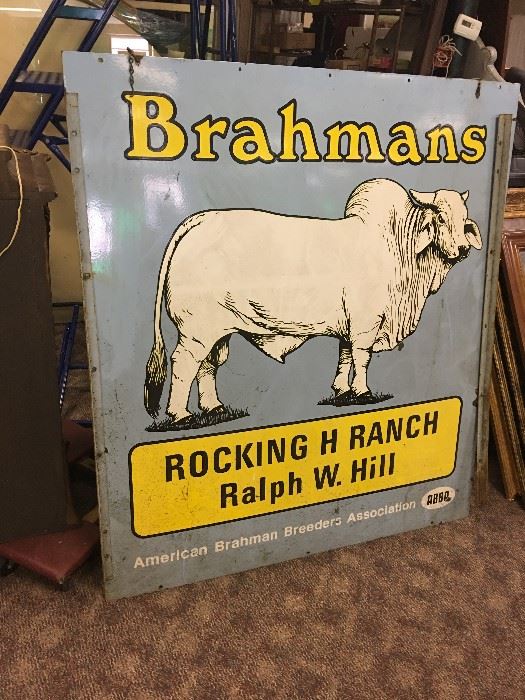 Brahmans
ROCKING H RANCH
Ralph W. Hill
American Brahman Breeders Association ABBA